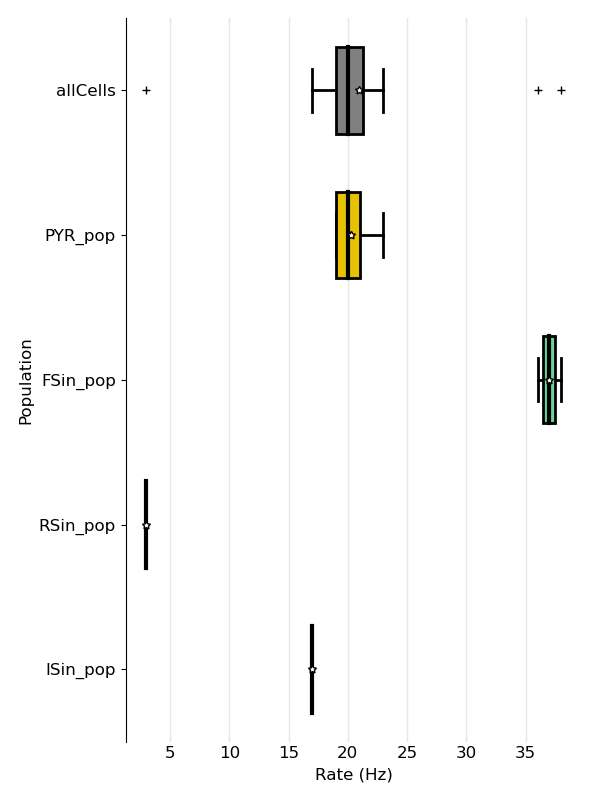 allCells
PYR_pop
FSin_pop
RSin_pop
ISin_pop
Population
5 10 15 20 25 30 35
Rate (Hz)